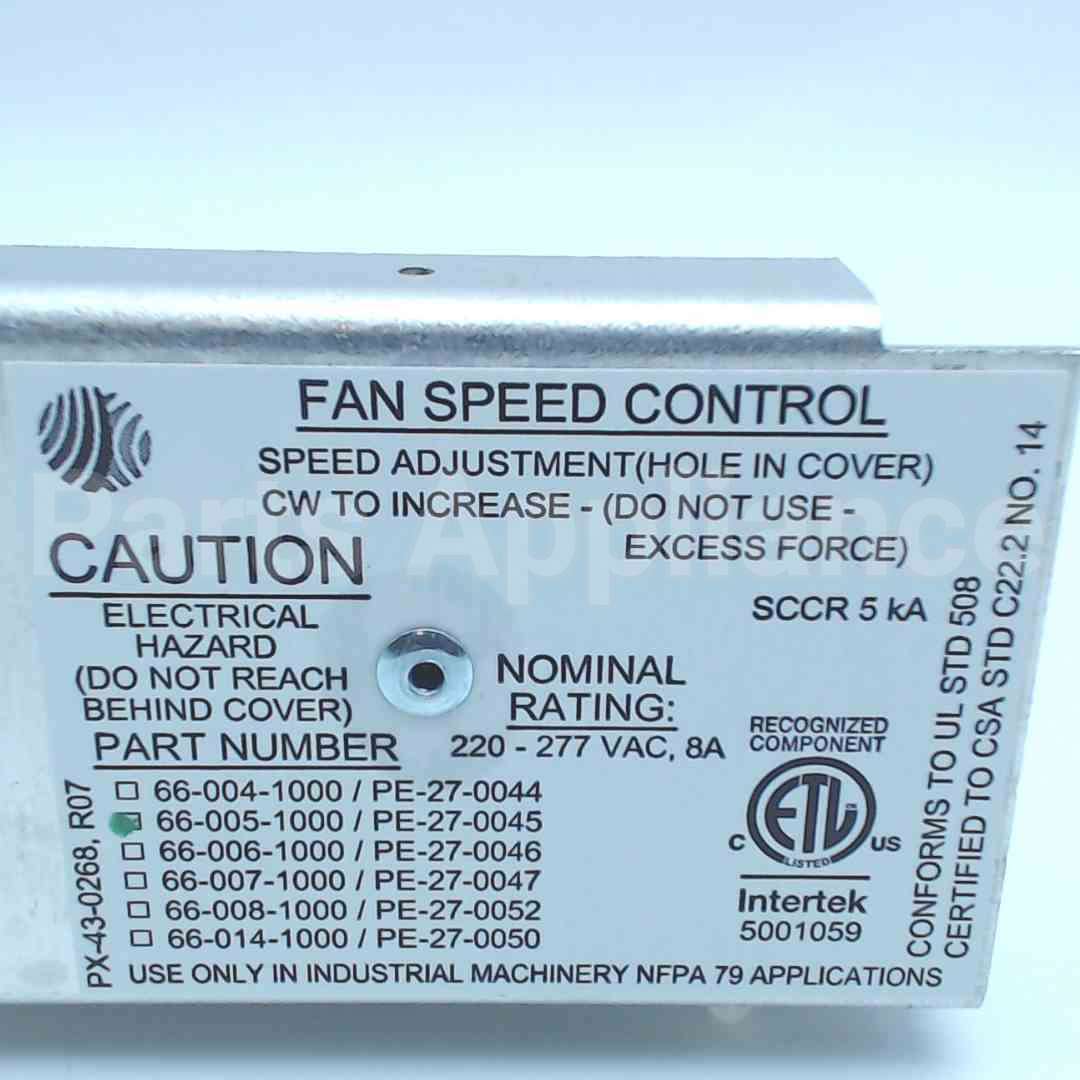 FAN SPEED CONTROL
SPEED ADJUSTMENT(HOLE IN COVER)
CW TO INCREASE - (DO NOT USE -
EXCESS FORCE)
CAUTION
ELECTRICAL
HAZARD
(DO NOT REACH
BEHIND COVER)
SCCR 5 kA
NOMINAL
RATING:
220 - 277 VAC, 8A
PART NUMBER
66-004-1000 / PE-27-0044
66-005-1000 / PE-27-0045
66-006-1000 / PE-27-0046
66-007-1000 / PE-27-0047
66-008-1000 / PE-27-0052
66-014-1000 / PE-27-0050
PX-43-0268, R07
RECOGNIZED
COMPONENT
ETL
C US
LISTED
Intertek
5001059
CONFORMS TO UL STD 508
CERTIFIED TO CSA STD C22.2 NO. 14
USE ONLY IN INDUSTRIAL MACHINERY NFPA 79 APPLICATIONS
Parts Appliance